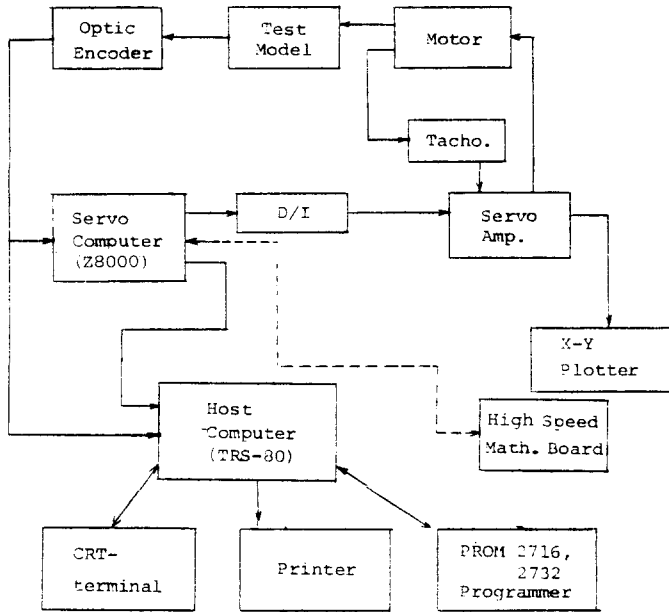 Optic
Encoder
Test
Model
Motor
Tacho.
Servo
Computer
(Z8000)
D/I
Servo
Amp.
X-Y
Plotter
Host
Computer
(TRS-80)
High Speed
Math. Board
CRT-
terminal
Printer
PROM 2716,
2732
Programmer